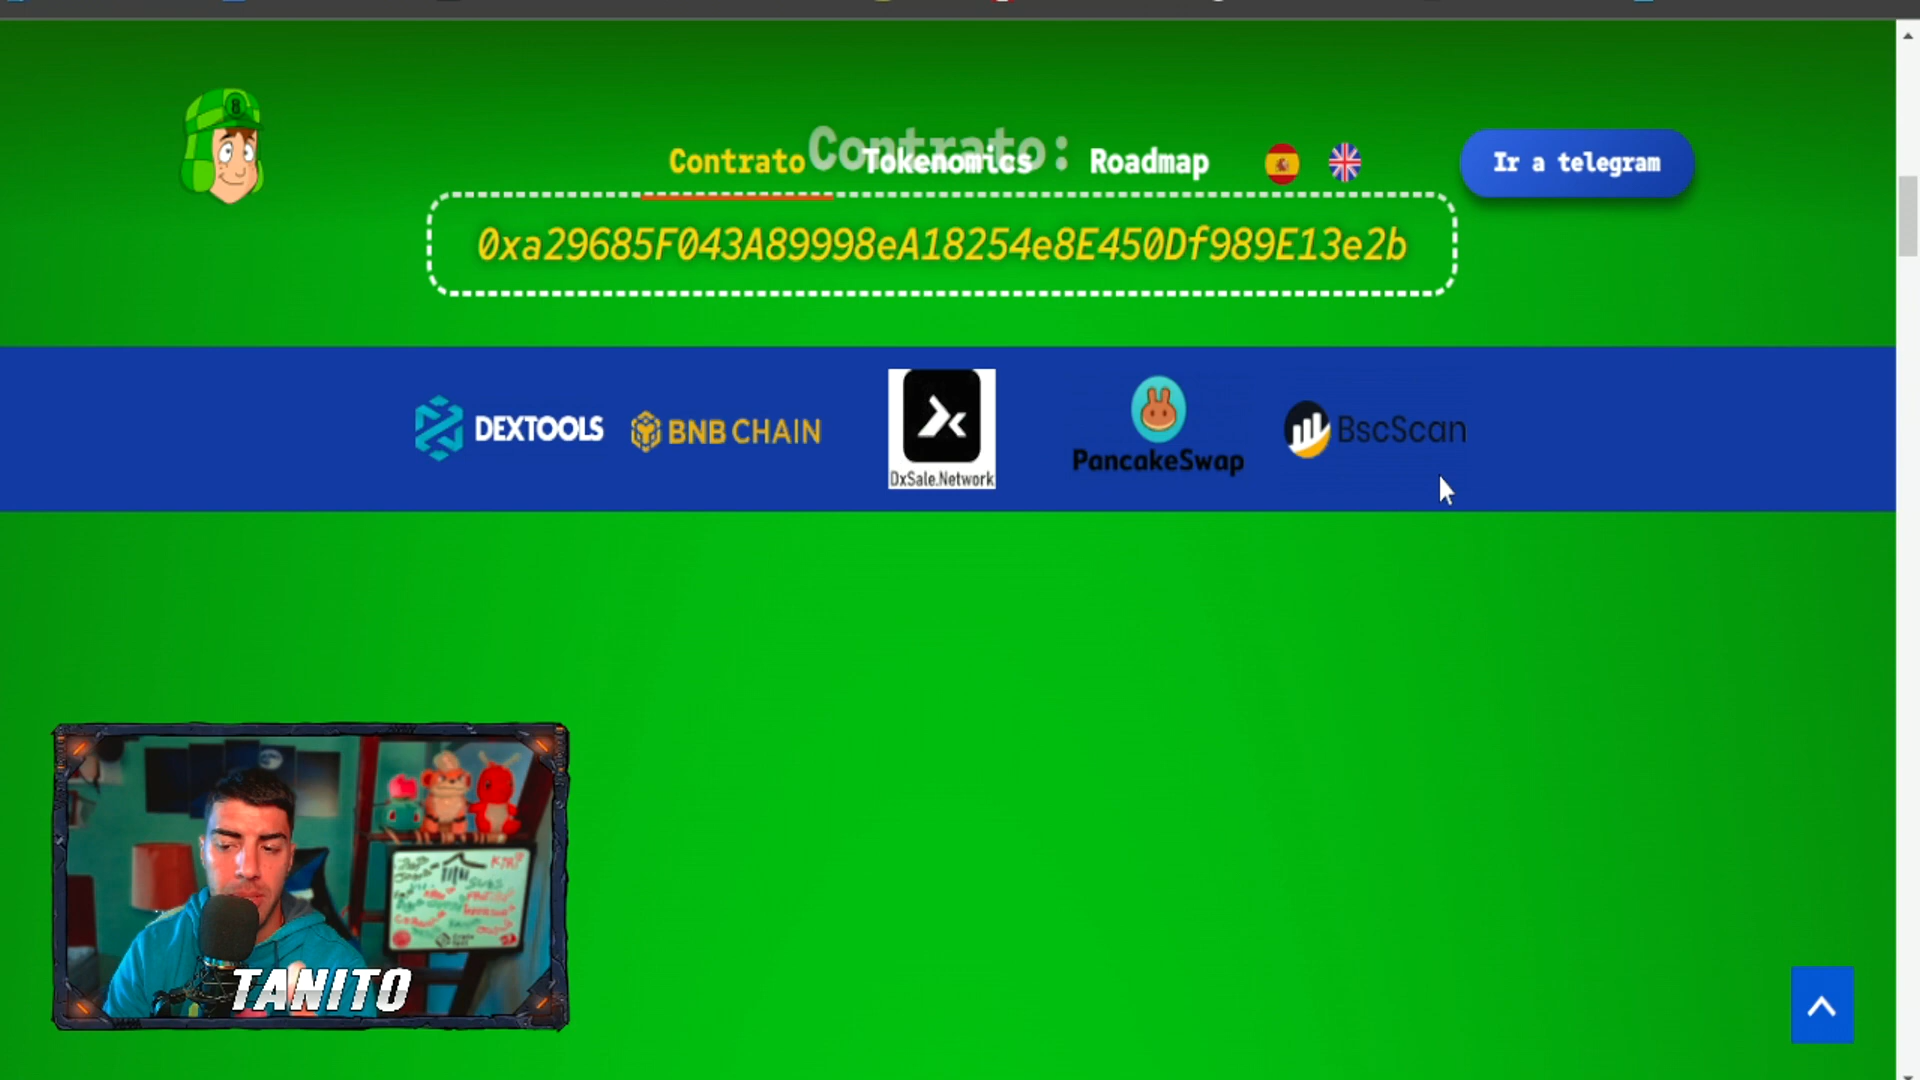 Contrato:
Contrato Tokenomics Roadmap Ir a telegram
0xa29685F043A89998eA18254e8E450Df989E13e2b
DEXTOOLS BNB CHAIN DxSale.Network PancakeSwap BscScan
TANITO